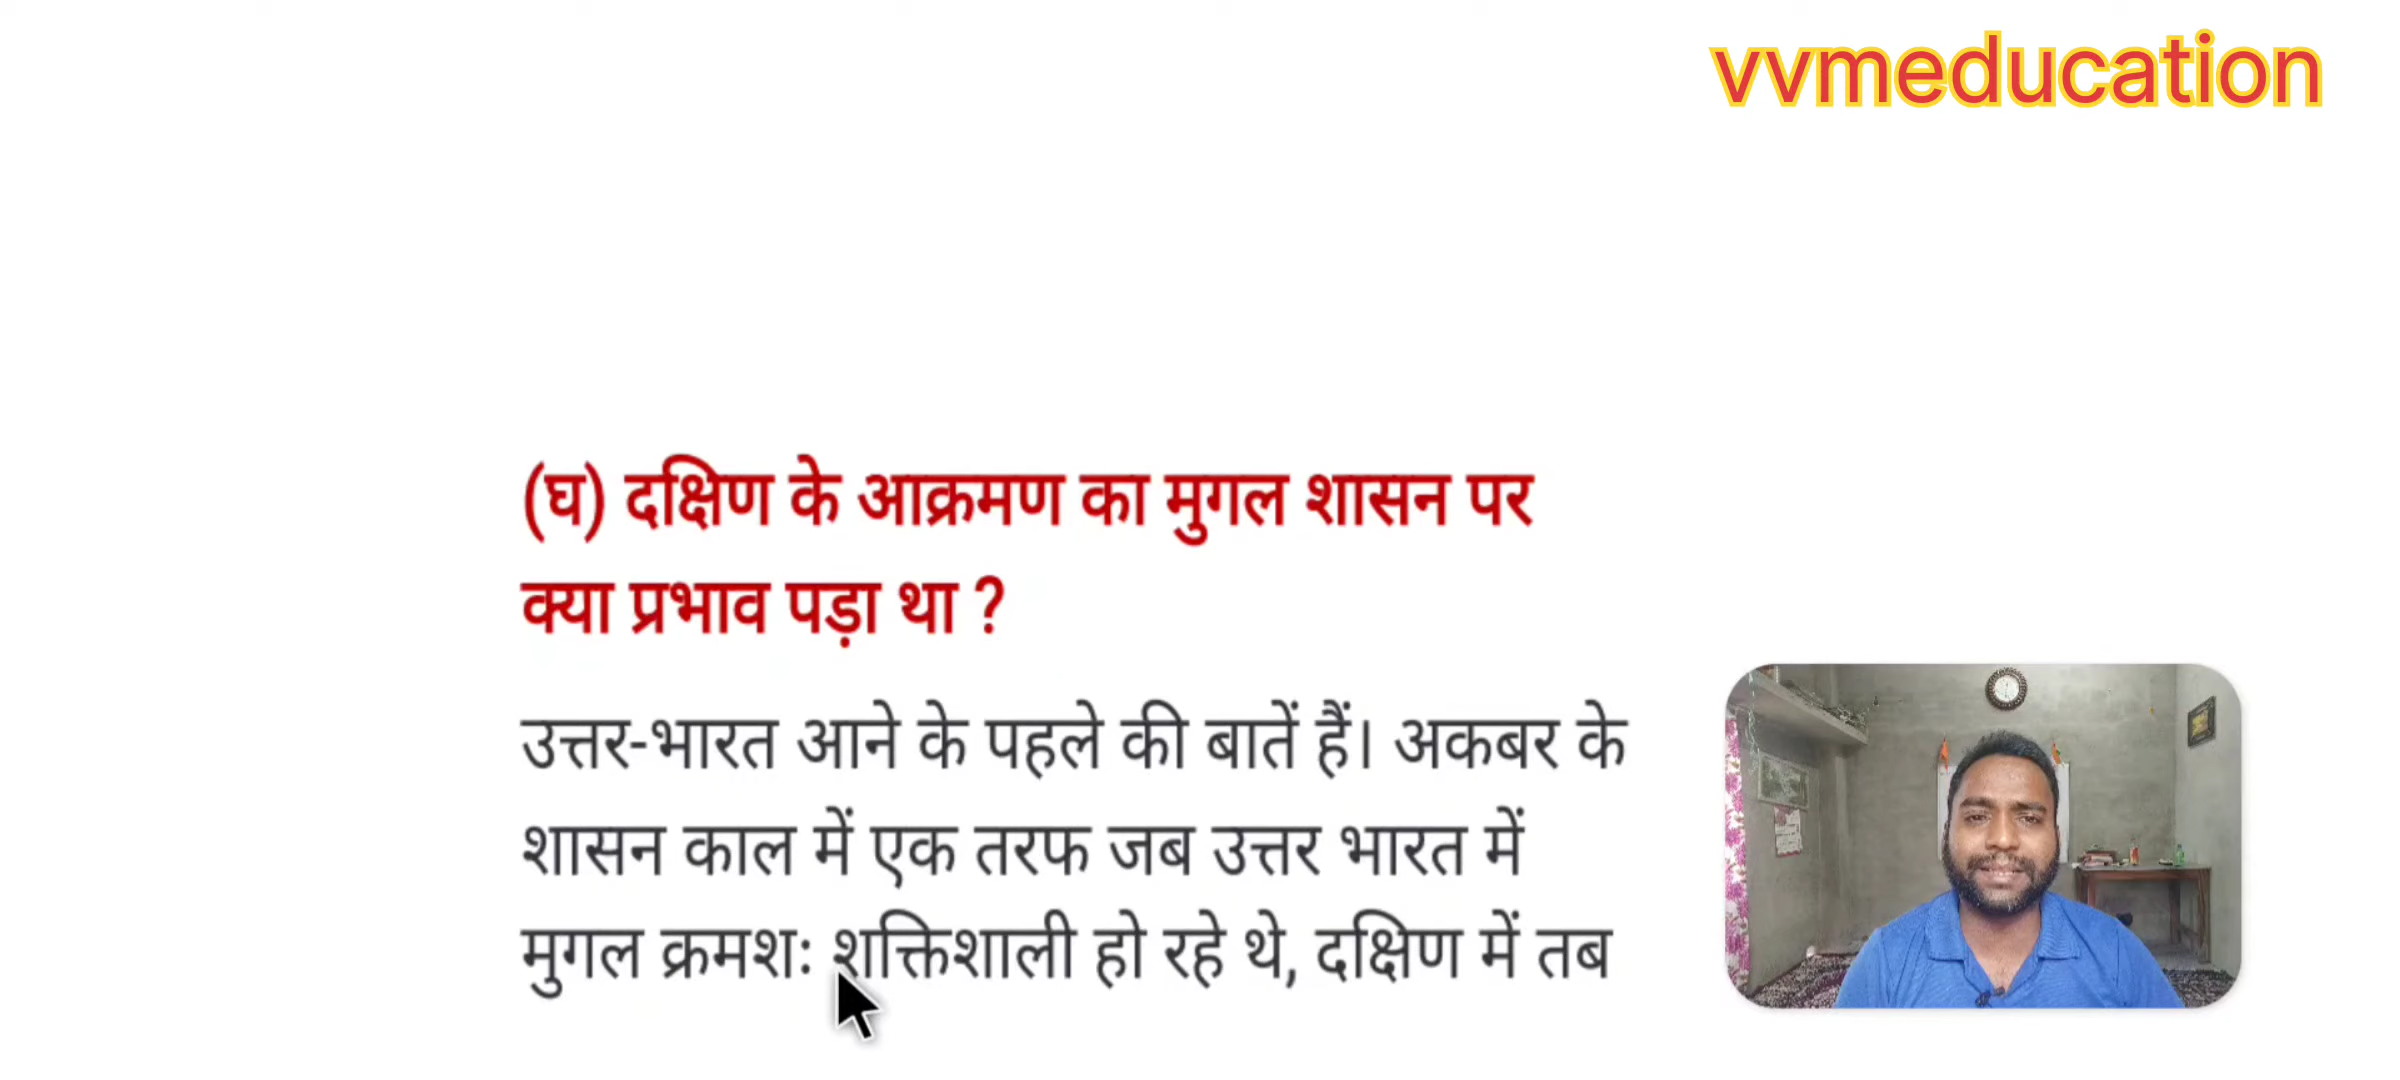 vvmeducation
(घ) दक्षिण के आक्रमण का मुगल शासन पर
क्या प्रभाव पड़ा था ?
उत्तर-भारत आने के पहले की बातें हैं। अकबर के
शासन काल में एक तरफ जब उत्तर भारत में
मुगल क्रमशः शक्तिशाली हो रहे थे, दक्षिण में तब